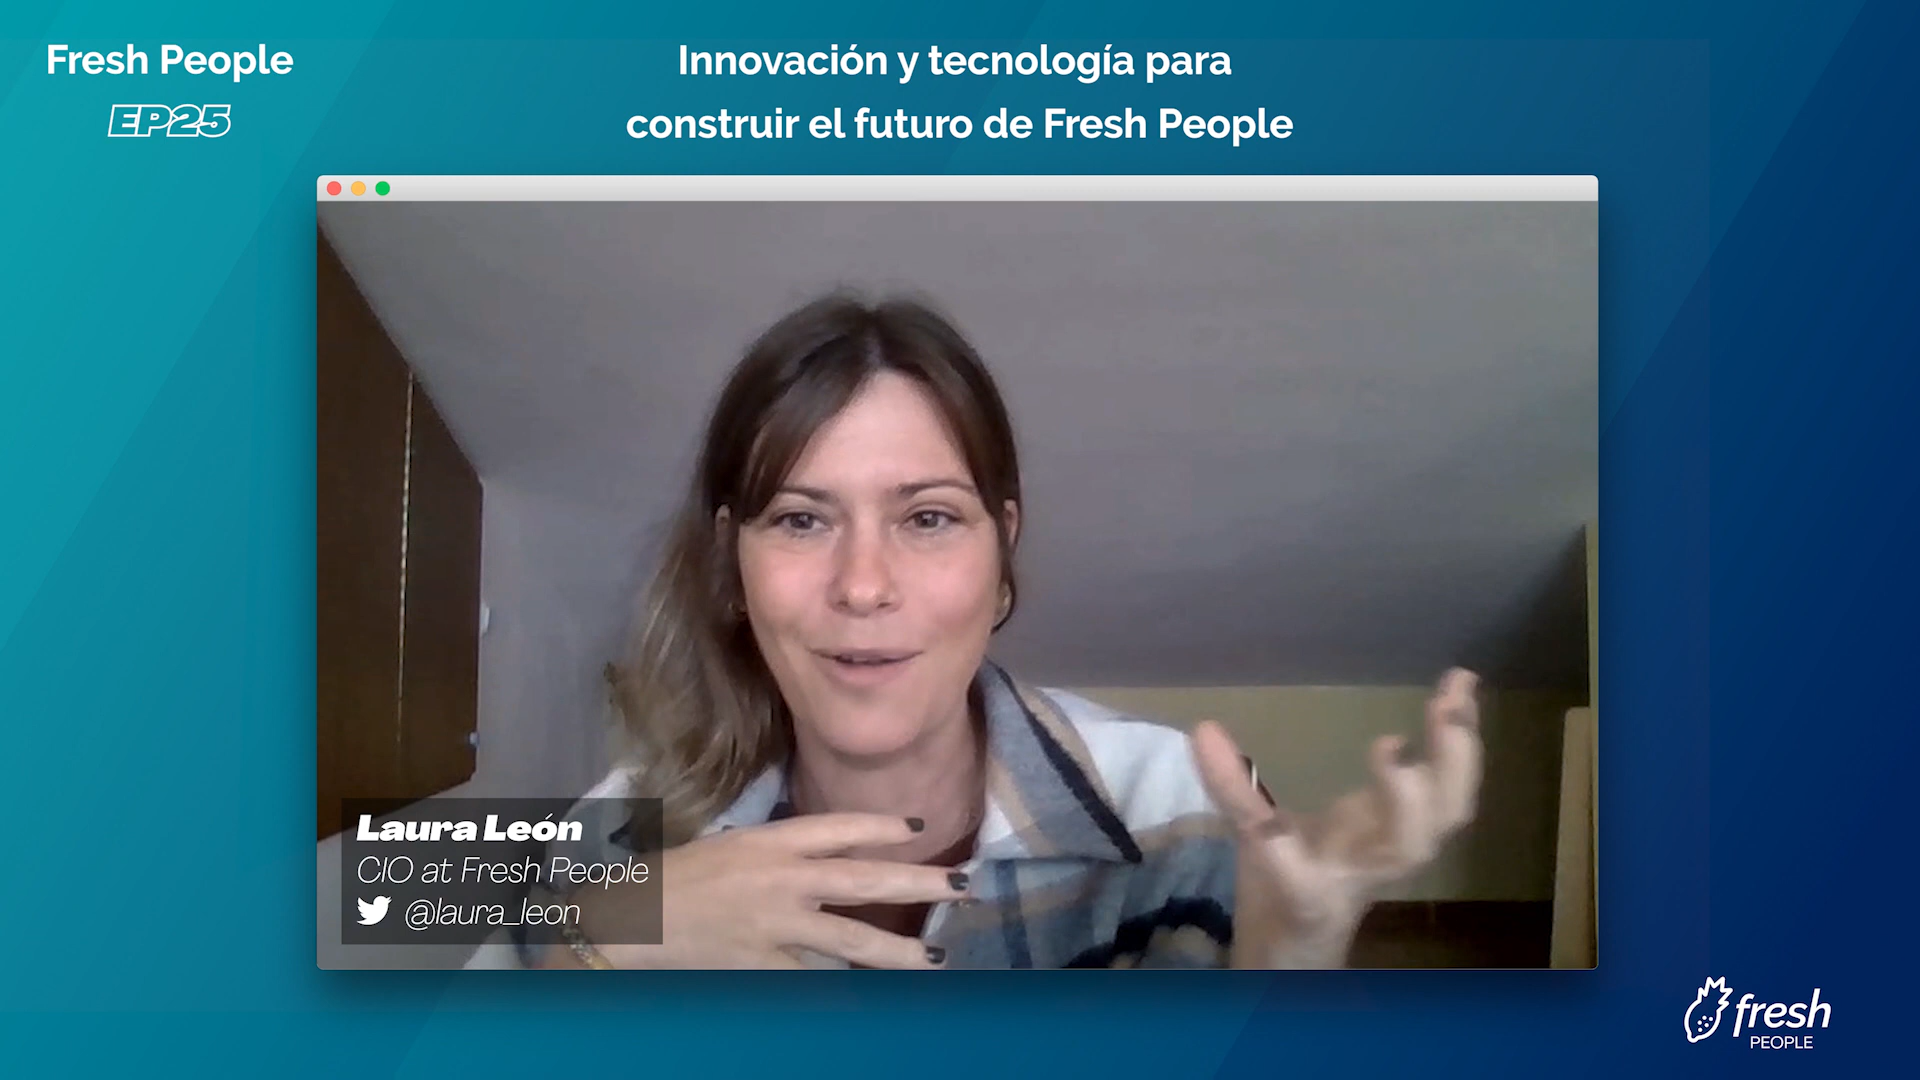 Fresh People
EP25
Innovación y tecnología para
construir el futuro de Fresh People
Laura León
CIO at Fresh People
@laura_leon
fresh
PEOPLE